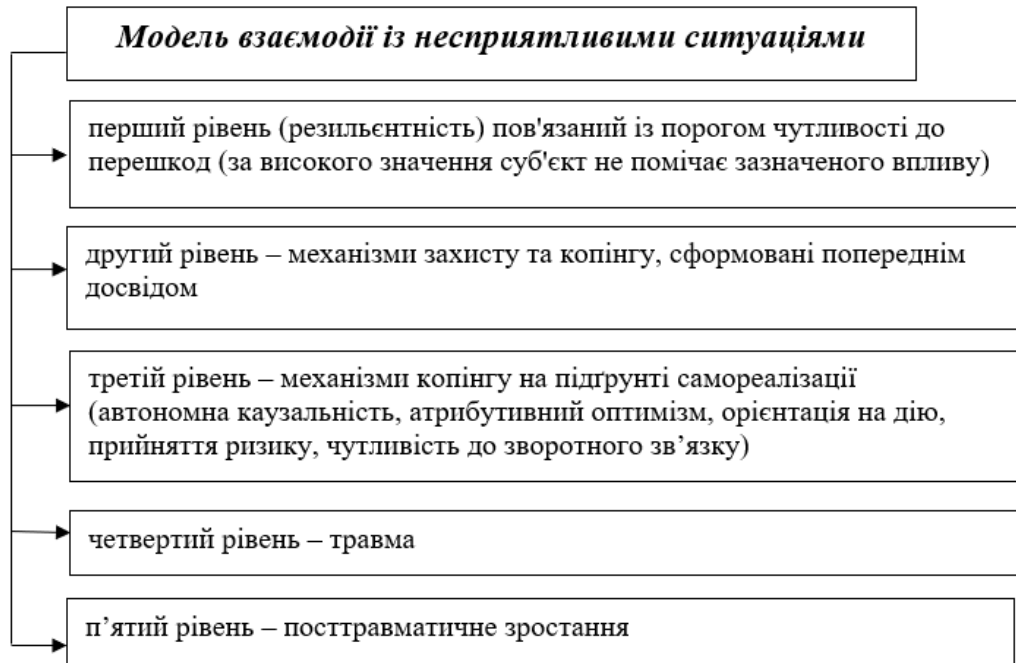 Модель взаємодії із несприятливими ситуаціями
перший рівень (резильєнтність) пов'язаний із порогом чутливості до
перешкод (за високого значення суб'єкт не помічає зазначеного впливу)
другий рівень – механізми захисту та копінгу, сформовані попереднім
досвідом
третій рівень – механізми копінгу на підґрунті самореалізації
(автономна каузальність, атрибутивний оптимізм, орієнтація на дію,
прийняття ризику, чутливість до зворотного зв’язку)
четвертий рівень – травма
п’ятий рівень – посттравматичне зростання